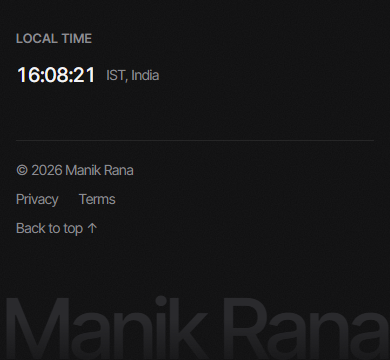 LOCAL TIME
16:08:21 IST, India
© 2026 Manik Rana
Privacy Terms
Back to top ↑
Manik Rana